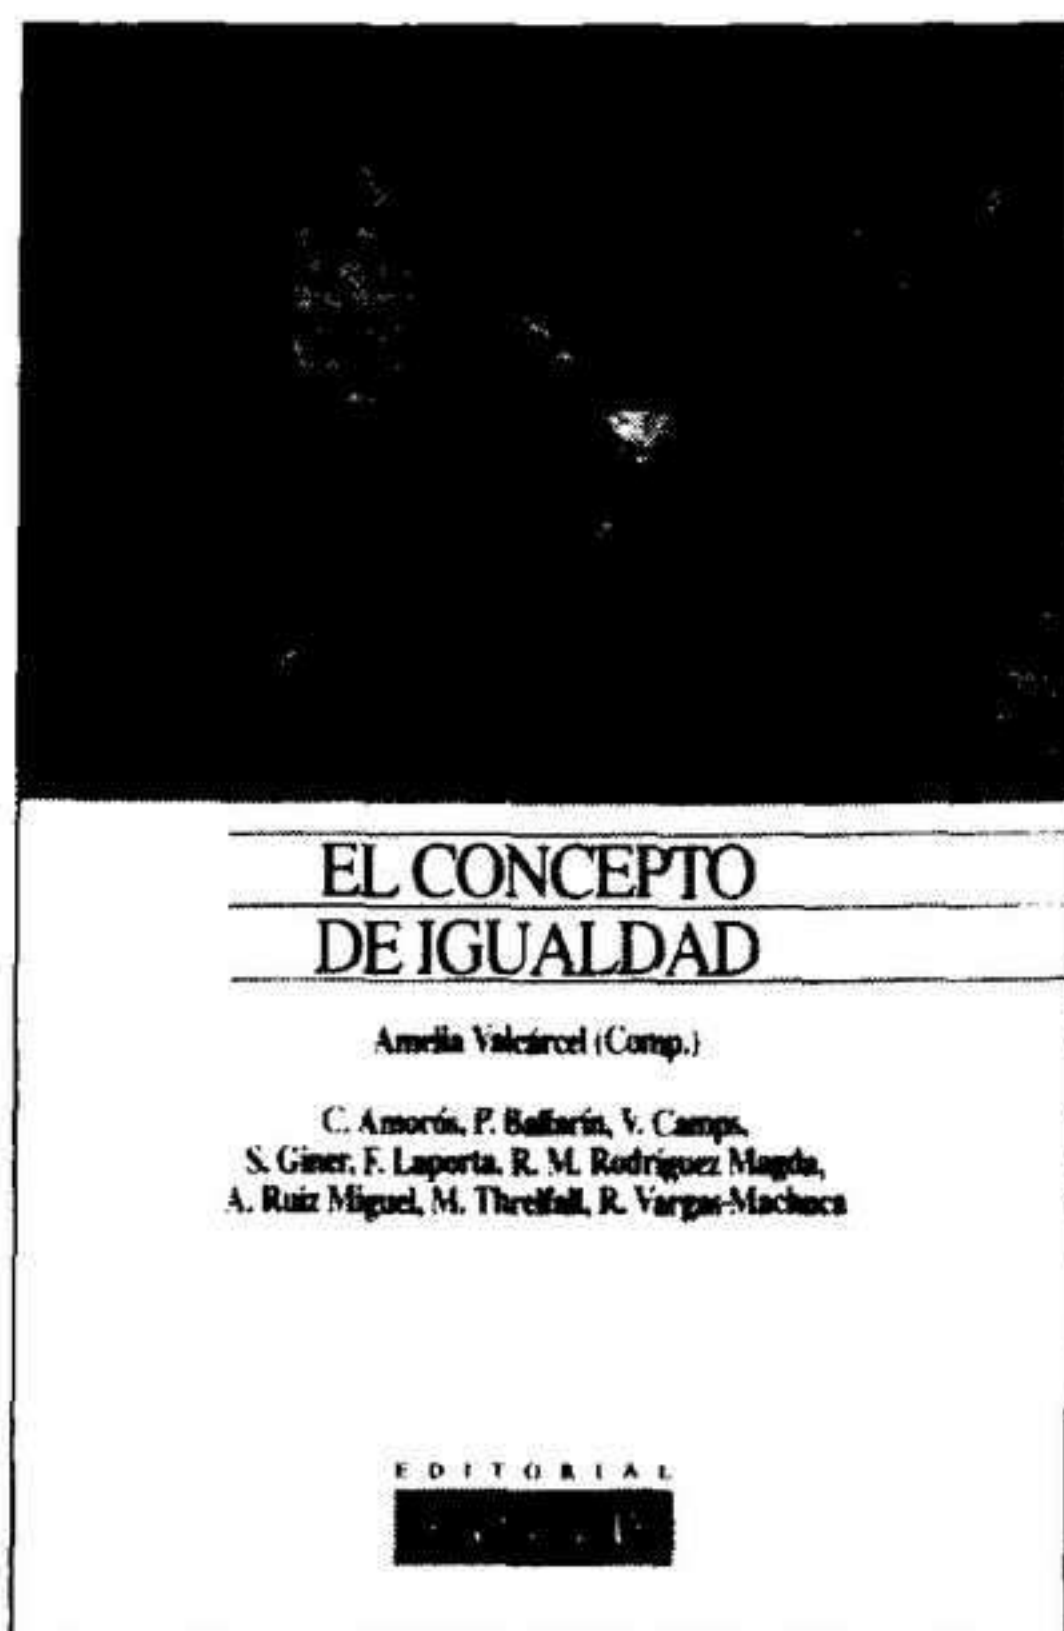 EL CONCEPTO
DE IGUALDAD
Amelia Valcárcel (Comp.)
C. Amorós, P. Ballarín, V. Camps,
S. Giner, F. Laporta, R. M. Rodríguez Magda,
A. Ruiz Miguel, M. Threlfall, R. Vargas-Machuca
EDITORIAL